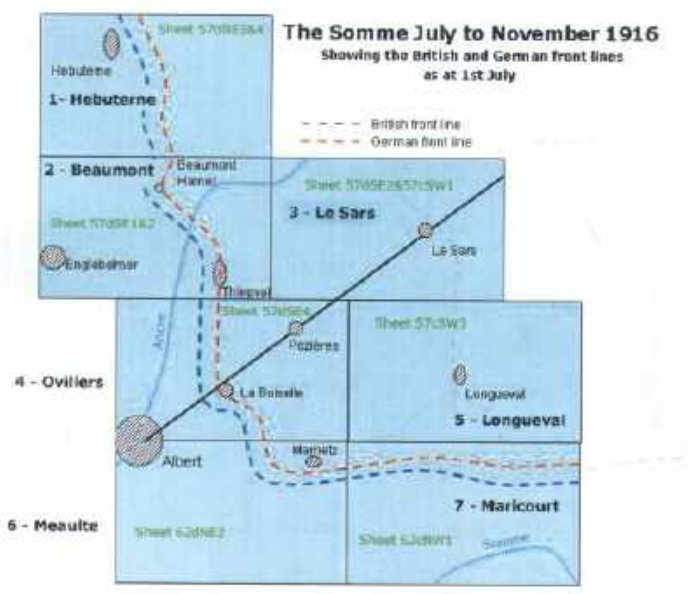 The Somme July to November 1916
Showing the British and German front lines
as at 1st July
British front line
German front line
Sheet 57dNE3&4
Hebuterne
1- Hebuterne
2 - Beaumont
Beaumont
Hamel
Sheet 57dSE1&2
Englebelmer
Thiepval
Sheet 57dSE2&57cSW1
3 - Le Sars
Le Sars
Sheet 57dSE4
Pozières
Ancre
4 - Ovillers
La Boiselle
Albert
Sheet 57cSW3
Longueval
5 - Longueval
Mametz
6 - Meaulte
Sheet 62dNE2
7 - Maricourt
Sheet 62cNW1
Somme